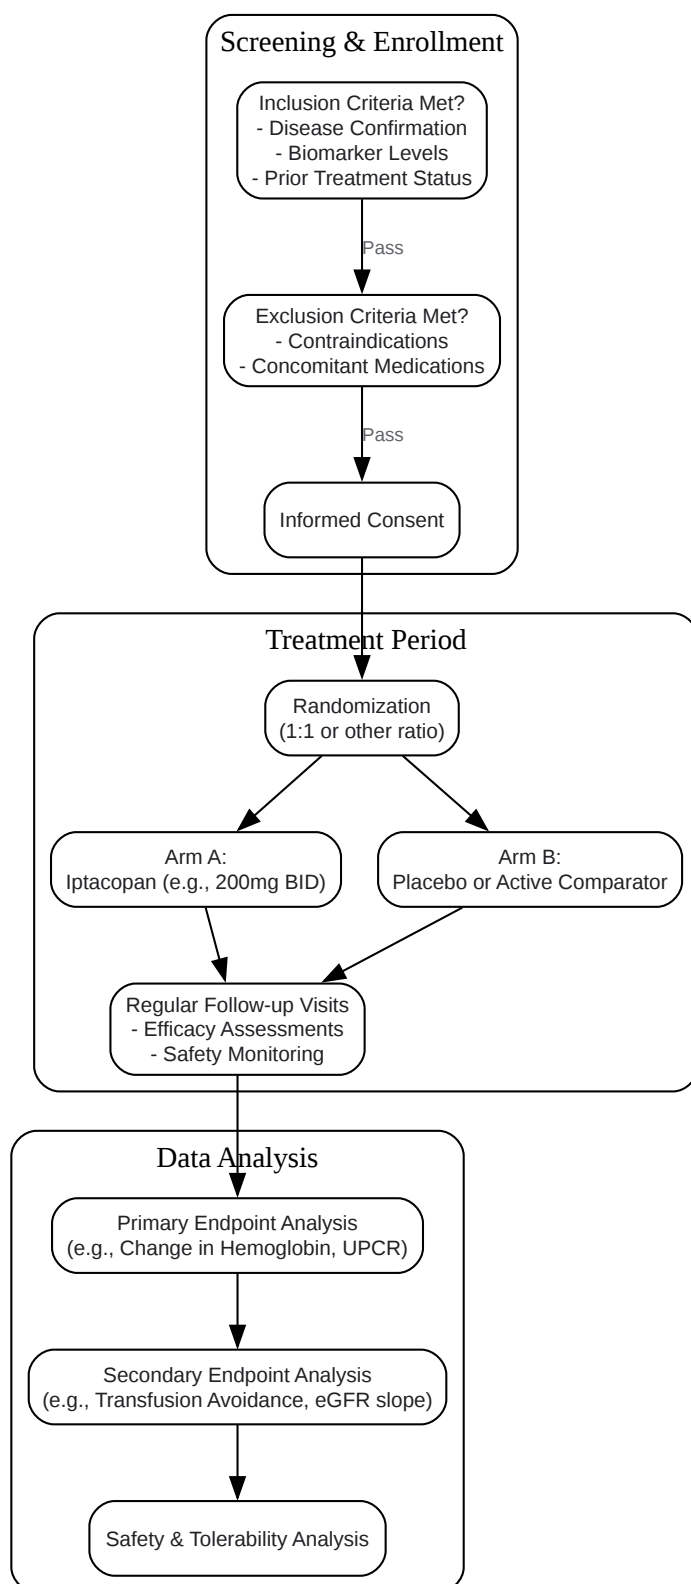 Screening & Enrollment
Inclusion Criteria Met?
- Disease Confirmation
- Biomarker Levels
- Prior Treatment Status
Pass
Exclusion Criteria Met?
- Contraindications
- Concomitant Medications
Pass
Informed Consent
Treatment Period
Randomization
(1:1 or other ratio)
Arm A:
Iptacopan (e.g., 200mg BID)
Arm B:
Placebo or Active Comparator
Regular Follow-up Visits
- Efficacy Assessments
- Safety Monitoring
Data Analysis
Primary Endpoint Analysis
(e.g., Change in Hemoglobin, UPCR)
Secondary Endpoint Analysis
(e.g., Transfusion Avoidance, eGFR slope)
Safety & Tolerability Analysis